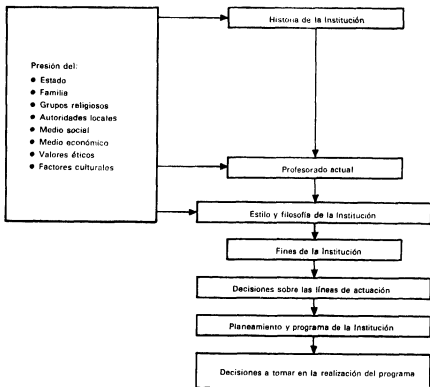 Historia de la Institución
Presión del:
• Estado
• Familia
• Grupos religiosos
• Autoridades locales
• Medio social
• Medio económico
• Valores éticos
• Factores culturales
Profesorado actual
Estilo y filosofía de la Institución
Fines de la Institución
Decisiones sobre las líneas de actuación
Planeamiento y programa de la Institución
Decisiones a tomar en la realización del programa